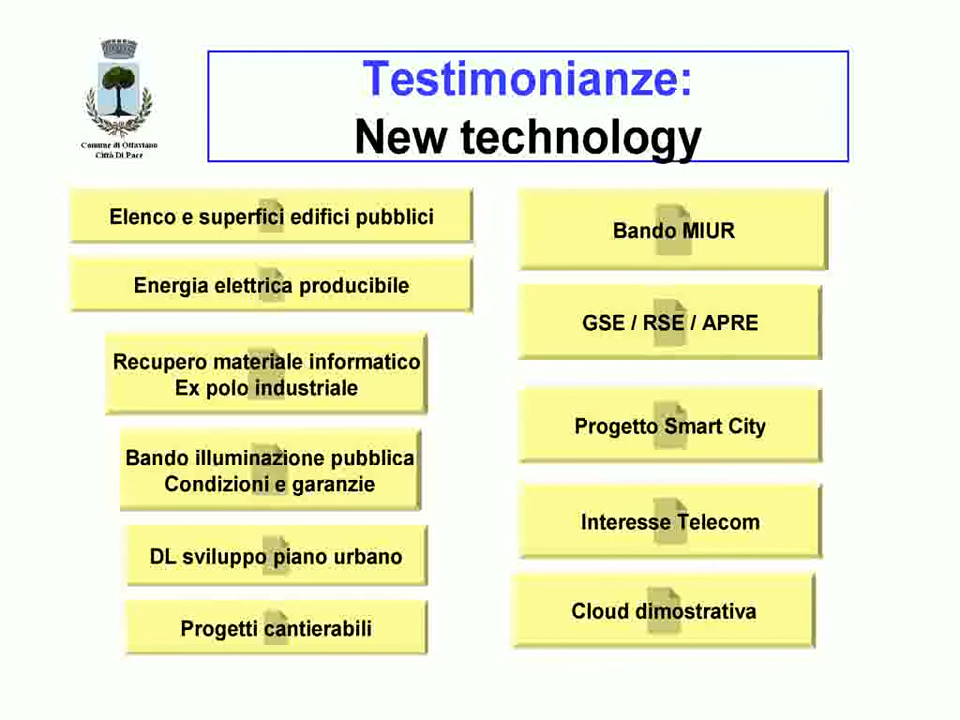 Comune di Ottaviano
Città Di Pace
Testimonianze:
New technology
Elenco e superfici edifici pubblici
Energia elettrica producibile
Recupero materiale informatico
Ex polo industriale
Bando illuminazione pubblica
Condizioni e garanzie
DL sviluppo piano urbano
Progetti cantierabili
Bando MIUR
GSE / RSE / APRE
Progetto Smart City
Interesse Telecom
Cloud dimostrativa